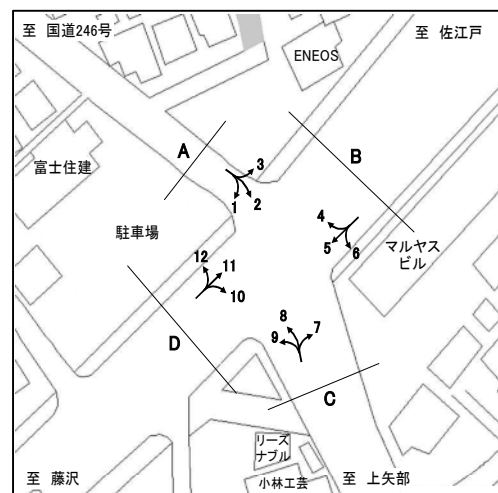 至 国道246号
至 佐江戸
ENEOS
A
3
B
富士住建
1
2
4
5
6
駐車場
マルヤス
ビル
12
11
10
8
7
9
D
C
リーズ
ナブル
至 藤沢
小林工芸
至 上矢部